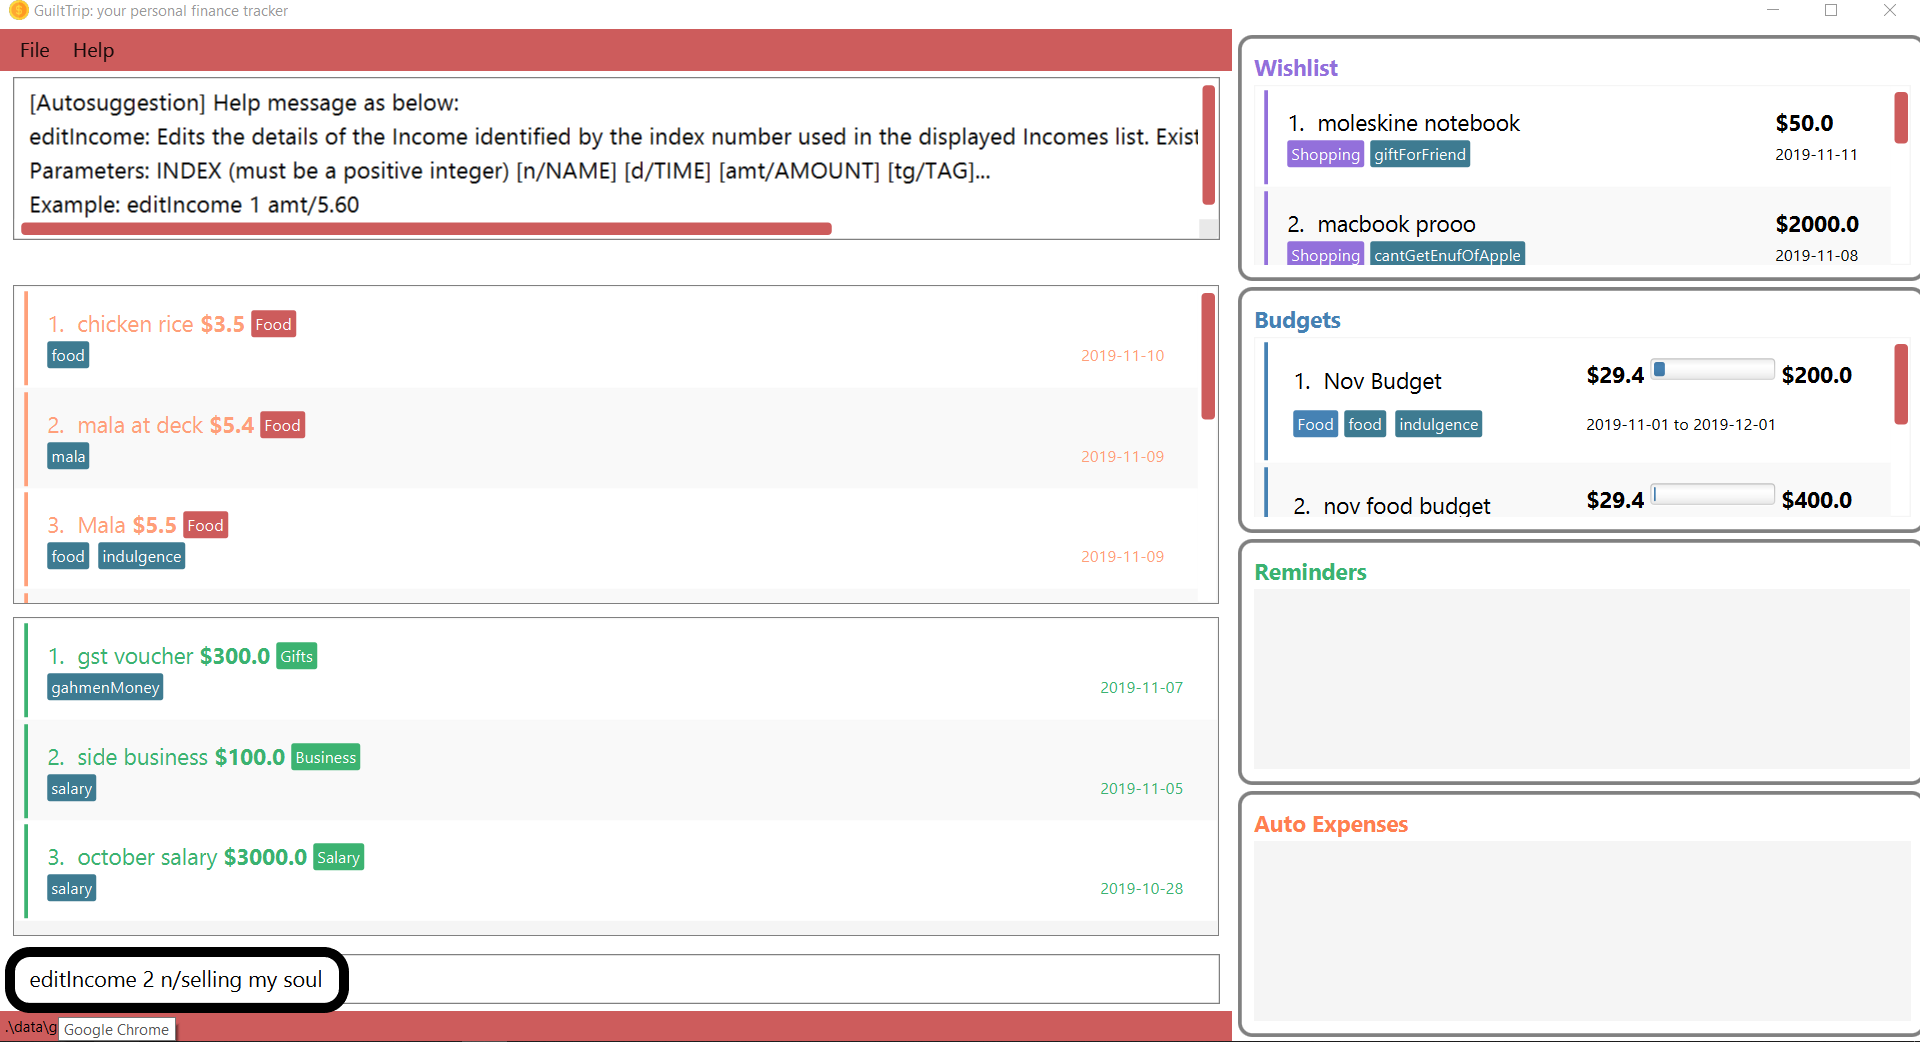 GuiltTrip: your personal finance tracker
File Help
[Autosuggestion] Help message as below:
editIncome: Edits the details of the Income identified by the index number used in the displayed Incomes list. Exist
Parameters: INDEX (must be a positive integer) [n/NAME] [d/TIME] [amt/AMOUNT] [tg/TAG]...
Example: editIncome 1 amt/5.60
1. chicken rice $3.5 Food
food 2019-11-10
2. mala at deck $5.4 Food
mala 2019-11-09
3. Mala $5.5 Food
food indulgence 2019-11-09
1. gst voucher $300.0 Gifts
gahmenMoney 2019-11-07
2. side business $100.0 Business
salary 2019-11-05
3. october salary $3000.0 Salary
salary 2019-10-28
editIncome 2 n/selling my soul
.\data\g
Google Chrome
Wishlist
1. moleskine notebook $50.0
Shopping giftForFriend 2019-11-11
2. macbook prooo $2000.0
Shopping cantGetEnufOfApple 2019-11-08
Budgets
1. Nov Budget $29.4 $200.0
Food food indulgence 2019-11-01 to 2019-12-01
2. nov food budget $29.4 $400.0
Reminders
Auto Expenses